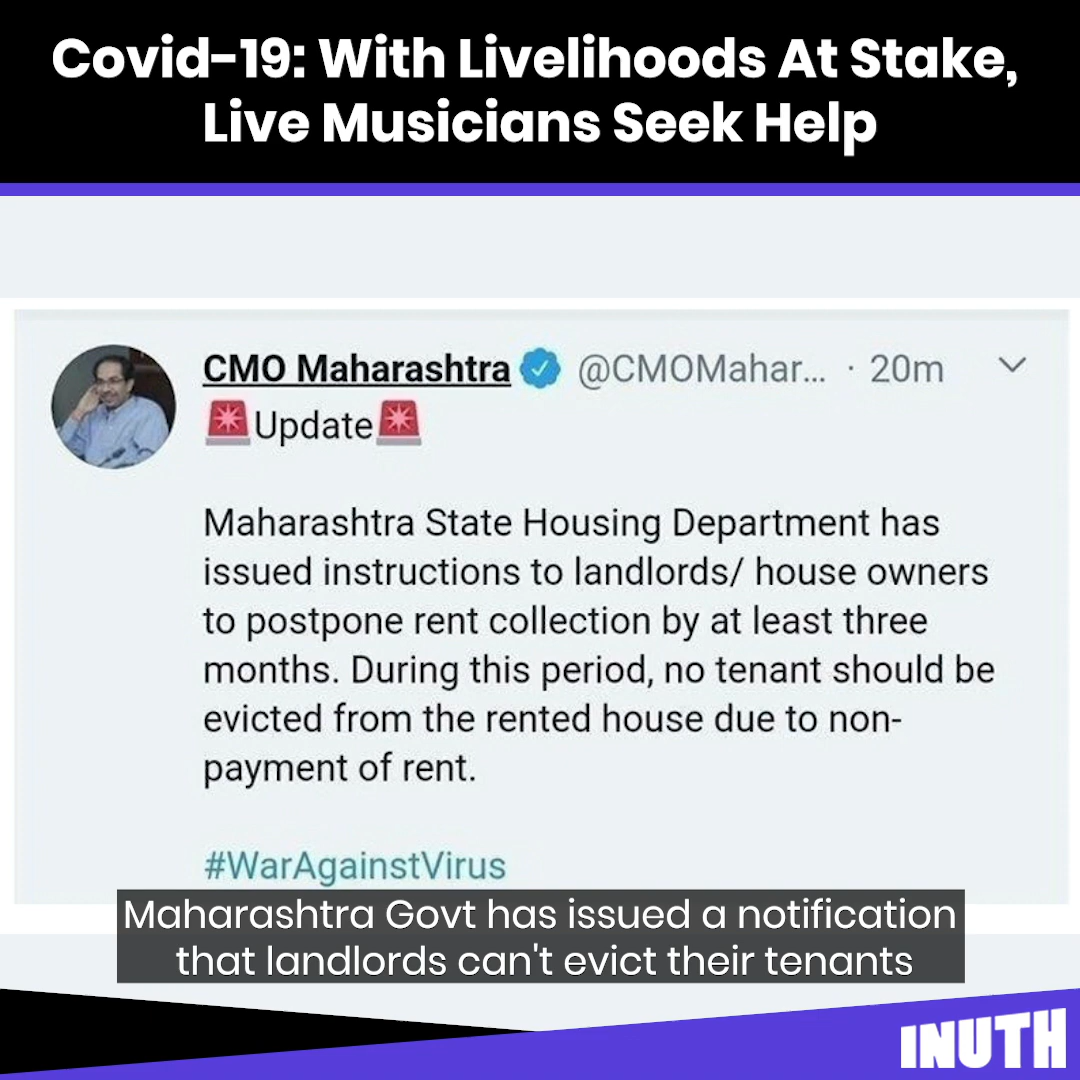 Covid-19: With Livelihoods At Stake,
Live Musicians Seek Help
CMO Maharashtra @CMOMahar... · 20m
🚨Update🚨
Maharashtra State Housing Department has
issued instructions to landlords/ house owners
to postpone rent collection by at least three
months. During this period, no tenant should be
evicted from the rented house due to non-
payment of rent.
#WarAgainstVirus
Maharashtra Govt has issued a notification
that landlords can't evict their tenants
INUTH